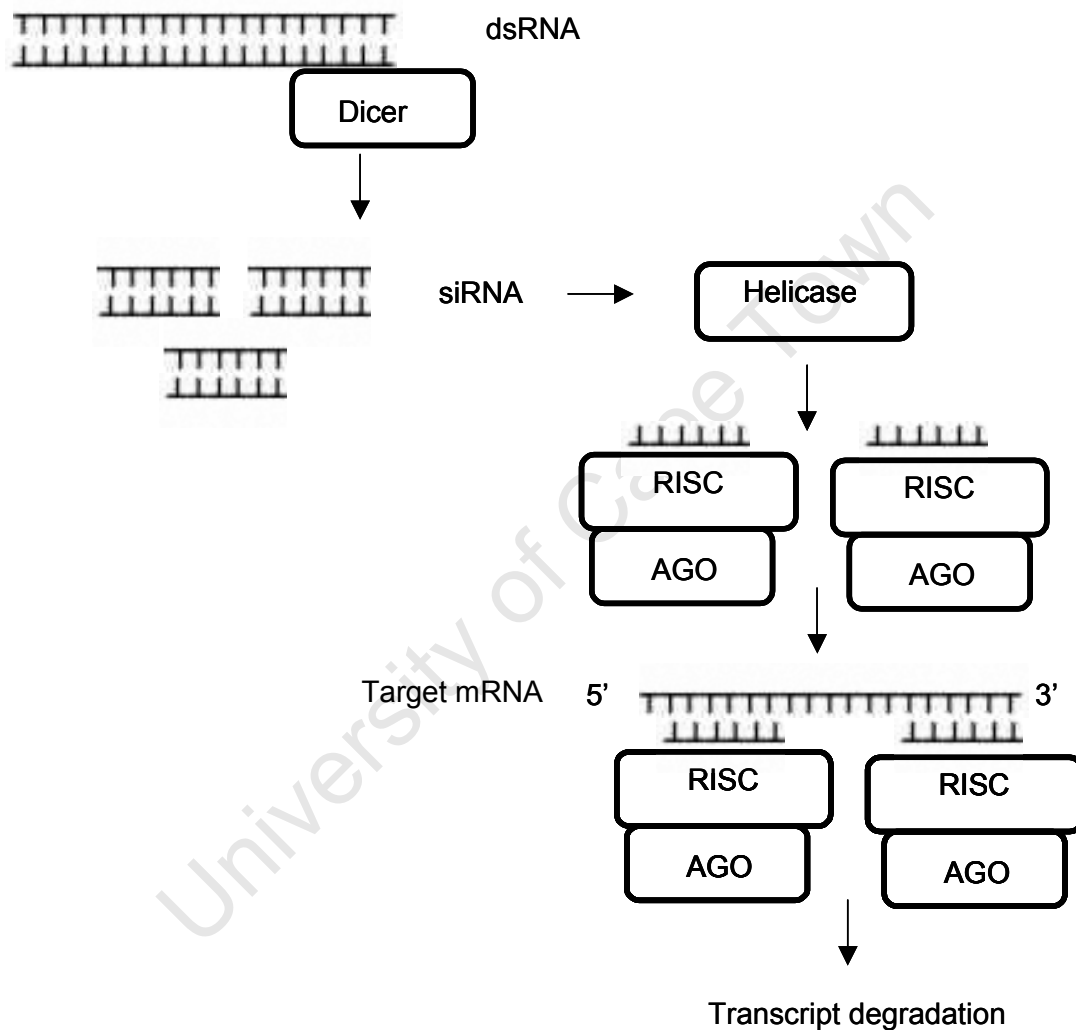 dsRNA
Dicer
siRNA
Helicase
RISC
RISC
AGO
AGO
Target mRNA 5’ 3’
RISC
RISC
AGO
AGO
Transcript degradation
University of Cape Town